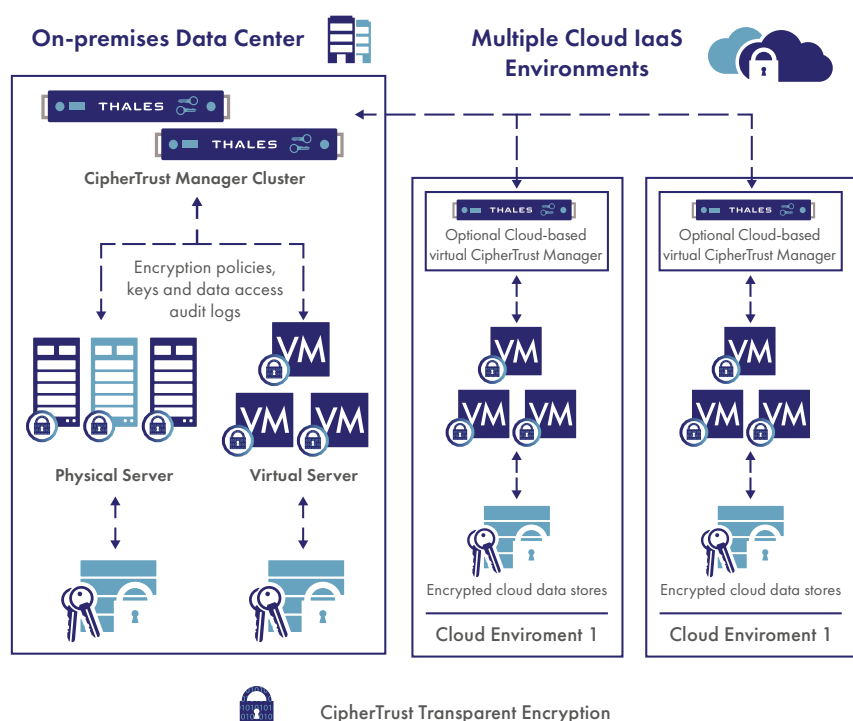 On-premises Data Center
Multiple Cloud IaaS
Environments
THALES
THALES
CipherTrust Manager Cluster
Encryption policies,
keys and data access
audit logs
VM
VM
VM
Physical Server
Virtual Server
THALES
Optional Cloud-based
virtual CipherTrust Manager
VM
VM
VM
Encrypted cloud data stores
Cloud Enviroment 1
THALES
Optional Cloud-based
virtual CipherTrust Manager
VM
VM
VM
Encrypted cloud data stores
Cloud Enviroment 1
CipherTrust Transparent Encryption